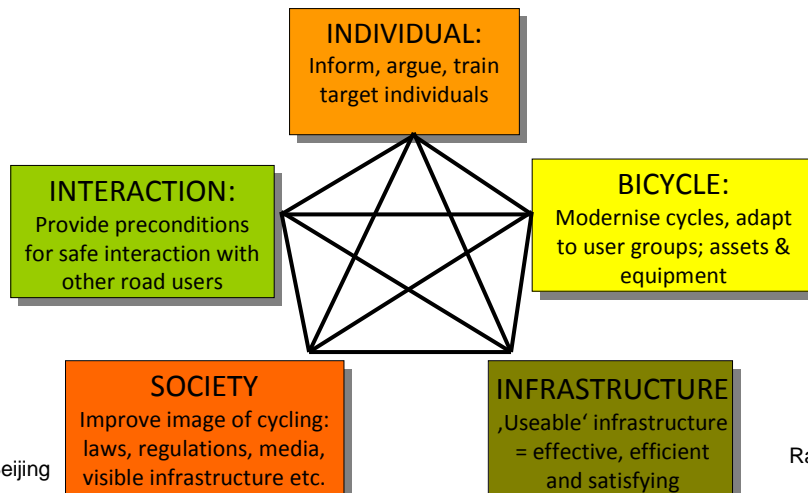 INDIVIDUAL:
Inform, argue, train
target individuals
INTERACTION:
Provide preconditions
for safe interaction with
other road users
BICYCLE:
Modernise cycles, adapt
to user groups; assets &
equipment
SOCIETY
Improve image of cycling:
laws, regulations, media,
visible infrastructure etc.
INFRASTRUCTURE
‚Useable‘ infrastructure
= effective, efficient
and satisfying